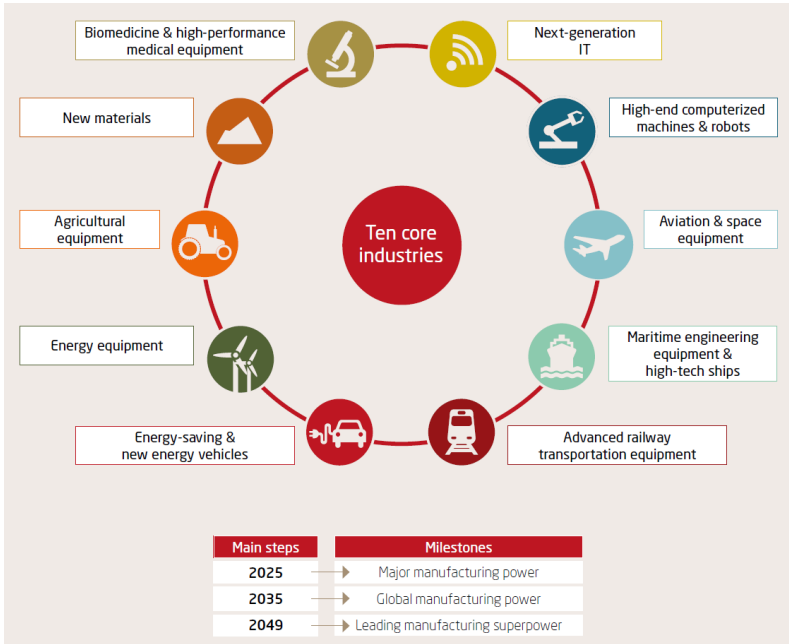 Biomedicine & high-performance
medical equipment
Next-generation
IT
New materials
High-end computerized
machines & robots
Agricultural
equipment
Ten core
industries
Aviation & space
equipment
Energy equipment
Maritime engineering
equipment &
high-tech ships
Energy-saving &
new energy vehicles
Advanced railway
transportation equipment
Main steps
Milestones
2025
Major manufacturing power
2035
Global manufacturing power
2049
Leading manufacturing superpower